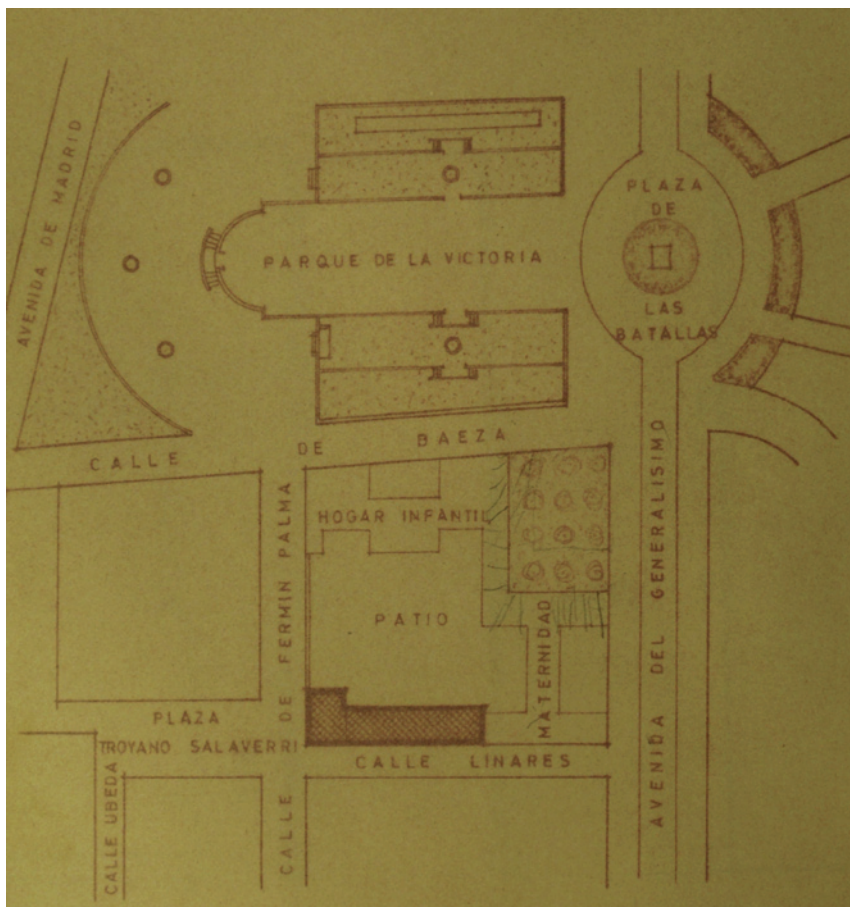 AVENIDA DE MADRID
PLAZA
DE
LAS
BATALLAS
PARQUE DE LA VICTORIA
CALLE DE BAEZA
HOGAR INFANTIL
PATIO
MATERNIDAD
CALLE DE FERMIN PALMA
AVENIDA DEL GENERALISIMO
PLAZA
TROYANO SALAVERRI
CALLE LINARES
CALLE UBEDA